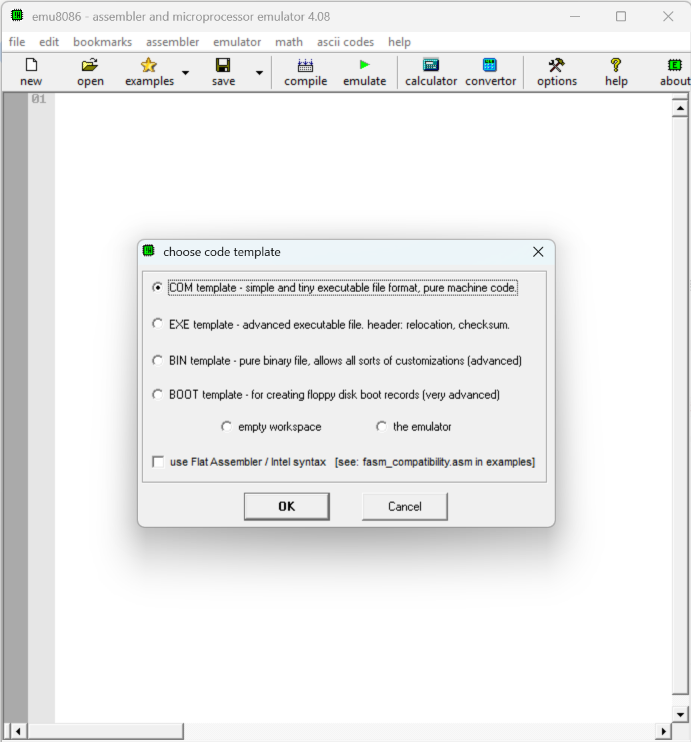 emu8086 - assembler and microprocessor emulator 4.08
file edit bookmarks assembler emulator math ascii codes help
new open examples save compile emulate calculator convertor options help about
01
choose code template
COM template - simple and tiny executable file format, pure machine code.
EXE template - advanced executable file. header: relocation, checksum.
BIN template - pure binary file, allows all sorts of customizations (advanced)
BOOT template - for creating floppy disk boot records (very advanced)
empty workspace the emulator
use Flat Assembler / Intel syntax [see: fasm_compatibility.asm in examples]
OK Cancel